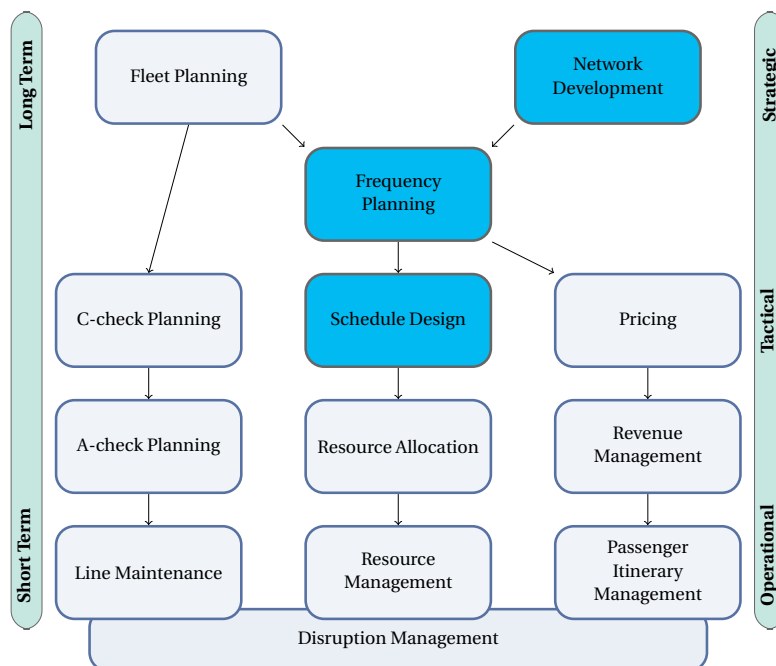 Long Term
Strategic
Fleet Planning
Network
Development
Frequency
Planning
C-check Planning
Schedule Design
Pricing
Tactical
A-check Planning
Resource Allocation
Revenue
Management
Short Term
Operational
Line Maintenance
Resource
Management
Passenger
Itinerary
Management
Disruption Management